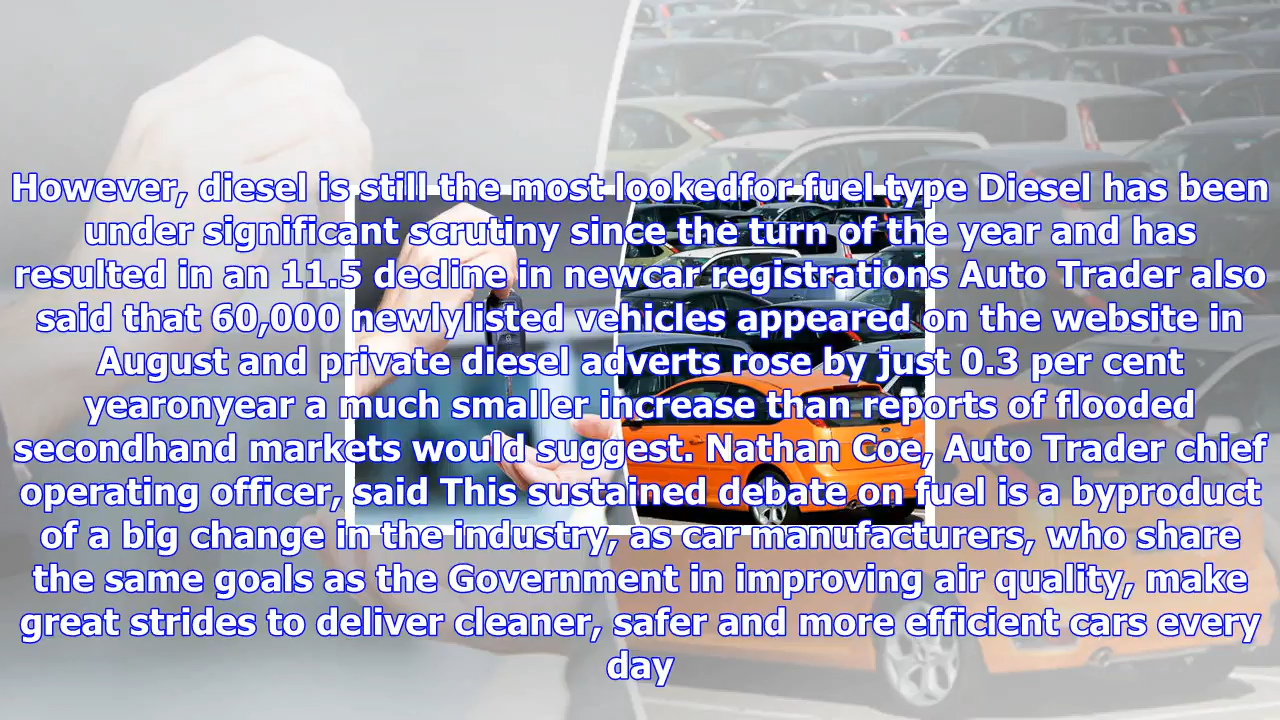 However, diesel is still the most lookedfor fuel type Diesel has been
under significant scrutiny since the turn of the year and has
resulted in an 11.5 decline in newcar registrations Auto Trader also
said that 60,000 newlylisted vehicles appeared on the website in
August and private diesel adverts rose by just 0.3 per cent
yearonyear a much smaller increase than reports of flooded
secondhand markets would suggest. Nathan Coe, Auto Trader chief
operating officer, said This sustained debate on fuel is a byproduct
of a big change in the industry, as car manufacturers, who share
the same goals as the Government in improving air quality, make
great strides to deliver cleaner, safer and more efficient cars every
day